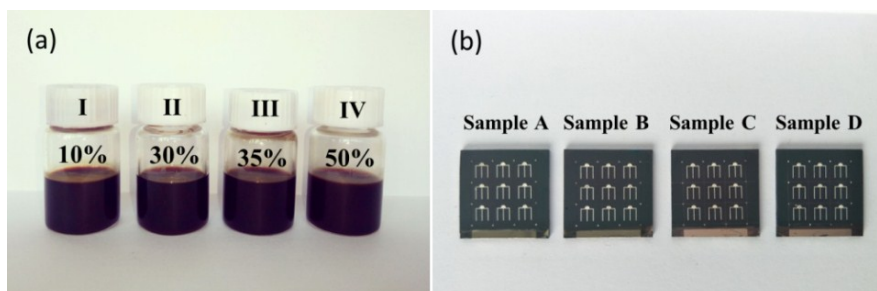 (a)
I II III IV
10% 30% 35% 50%
(b)
Sample A Sample B Sample C Sample D